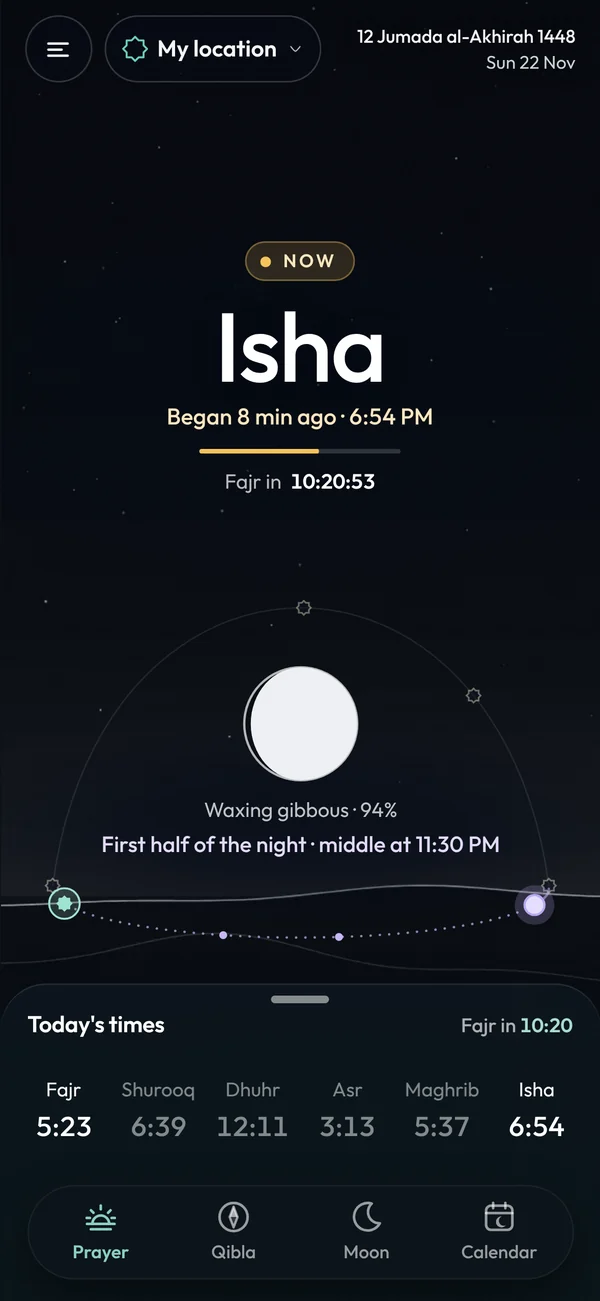 My location
12 Jumada al-Akhirah 1448
Sun 22 Nov
NOW
Isha
Began 8 min ago · 6:54 PM
Fajr in 10:20:53
Waxing gibbous · 94%
First half of the night · middle at 11:30 PM
Today's times
Fajr in 10:20
Fajr Shurooq Dhuhr Asr Maghrib Isha
5:23 6:39 12:11 3:13 5:37 6:54
Prayer Qibla Moon Calendar